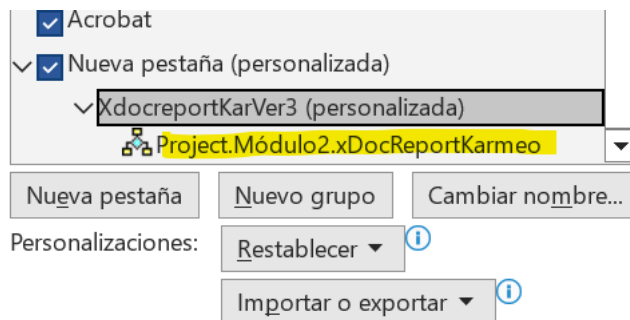 Acrobat
Nueva pestaña (personalizada)
XdocreportKarVer3 (personalizada)
Project.Módulo2.xDocReportKarmeo
Nueva pestaña Nuevo grupo Cambiar nombre...
Personalizaciones: Restablecer
Importar o exportar